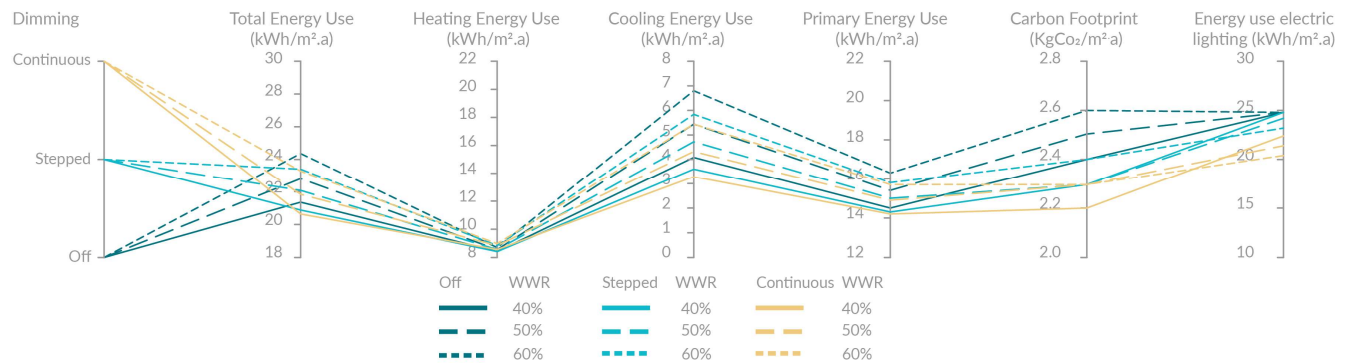 Dimming
Total Energy Use
(kWh/m².a)
Heating Energy Use
(kWh/m².a)
Cooling Energy Use
(kWh/m².a)
Primary Energy Use
(kWh/m².a)
Carbon Footprint
(KgCo₂/m²·a)
Energy use electric
lighting (kWh/m².a)
Continuous
Stepped
Off
30
28
26
24
22
20
18
22
20
18
16
14
12
10
8
8
7
6
5
4
3
2
1
0
22
20
18
16
14
12
2.8
2.6
2.4
2.2
2.0
30
25
20
15
10
Off WWR
40%
50%
60%
Stepped WWR
40%
50%
60%
Continuous WWR
40%
50%
60%